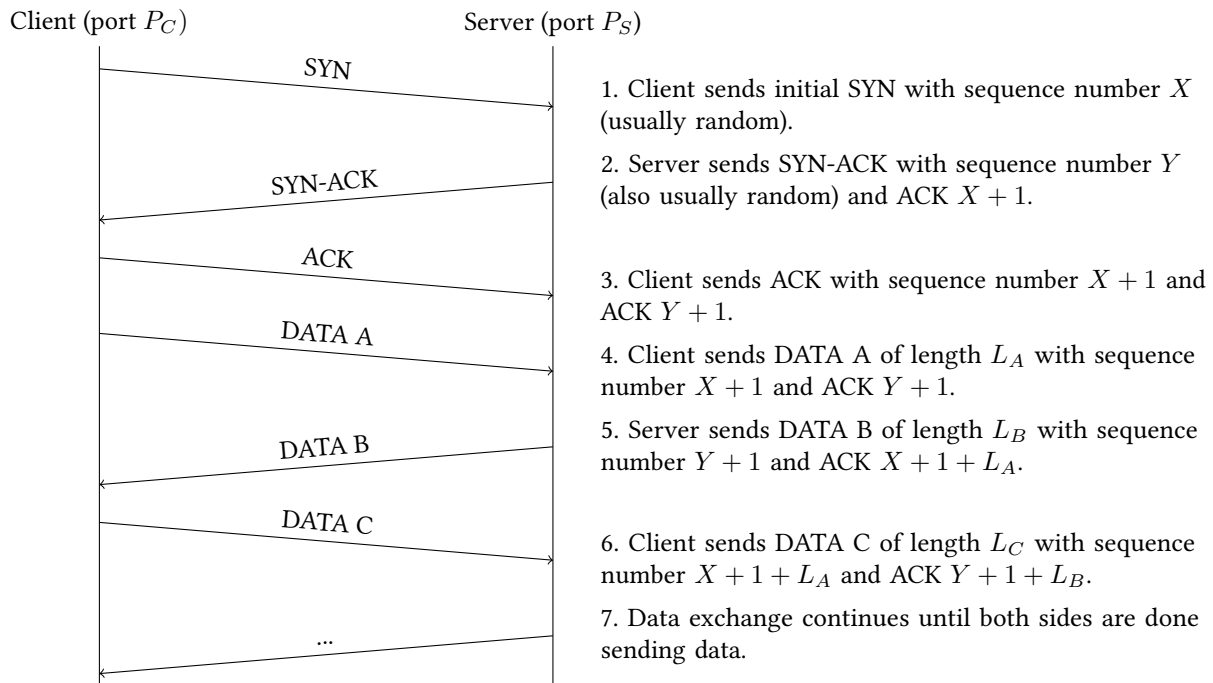 Client (port P_C)
Server (port P_S)
SYN
1. Client sends initial SYN with sequence number X
(usually random).
SYN-ACK
2. Server sends SYN-ACK with sequence number Y
(also usually random) and ACK X + 1.
ACK
3. Client sends ACK with sequence number X + 1 and
ACK Y + 1.
DATA A
4. Client sends DATA A of length L_A with sequence
number X + 1 and ACK Y + 1.
DATA B
5. Server sends DATA B of length L_B with sequence
number Y + 1 and ACK X + 1 + L_A.
DATA C
6. Client sends DATA C of length L_C with sequence
number X + 1 + L_A and ACK Y + 1 + L_B.
...
7. Data exchange continues until both sides are done
sending data.